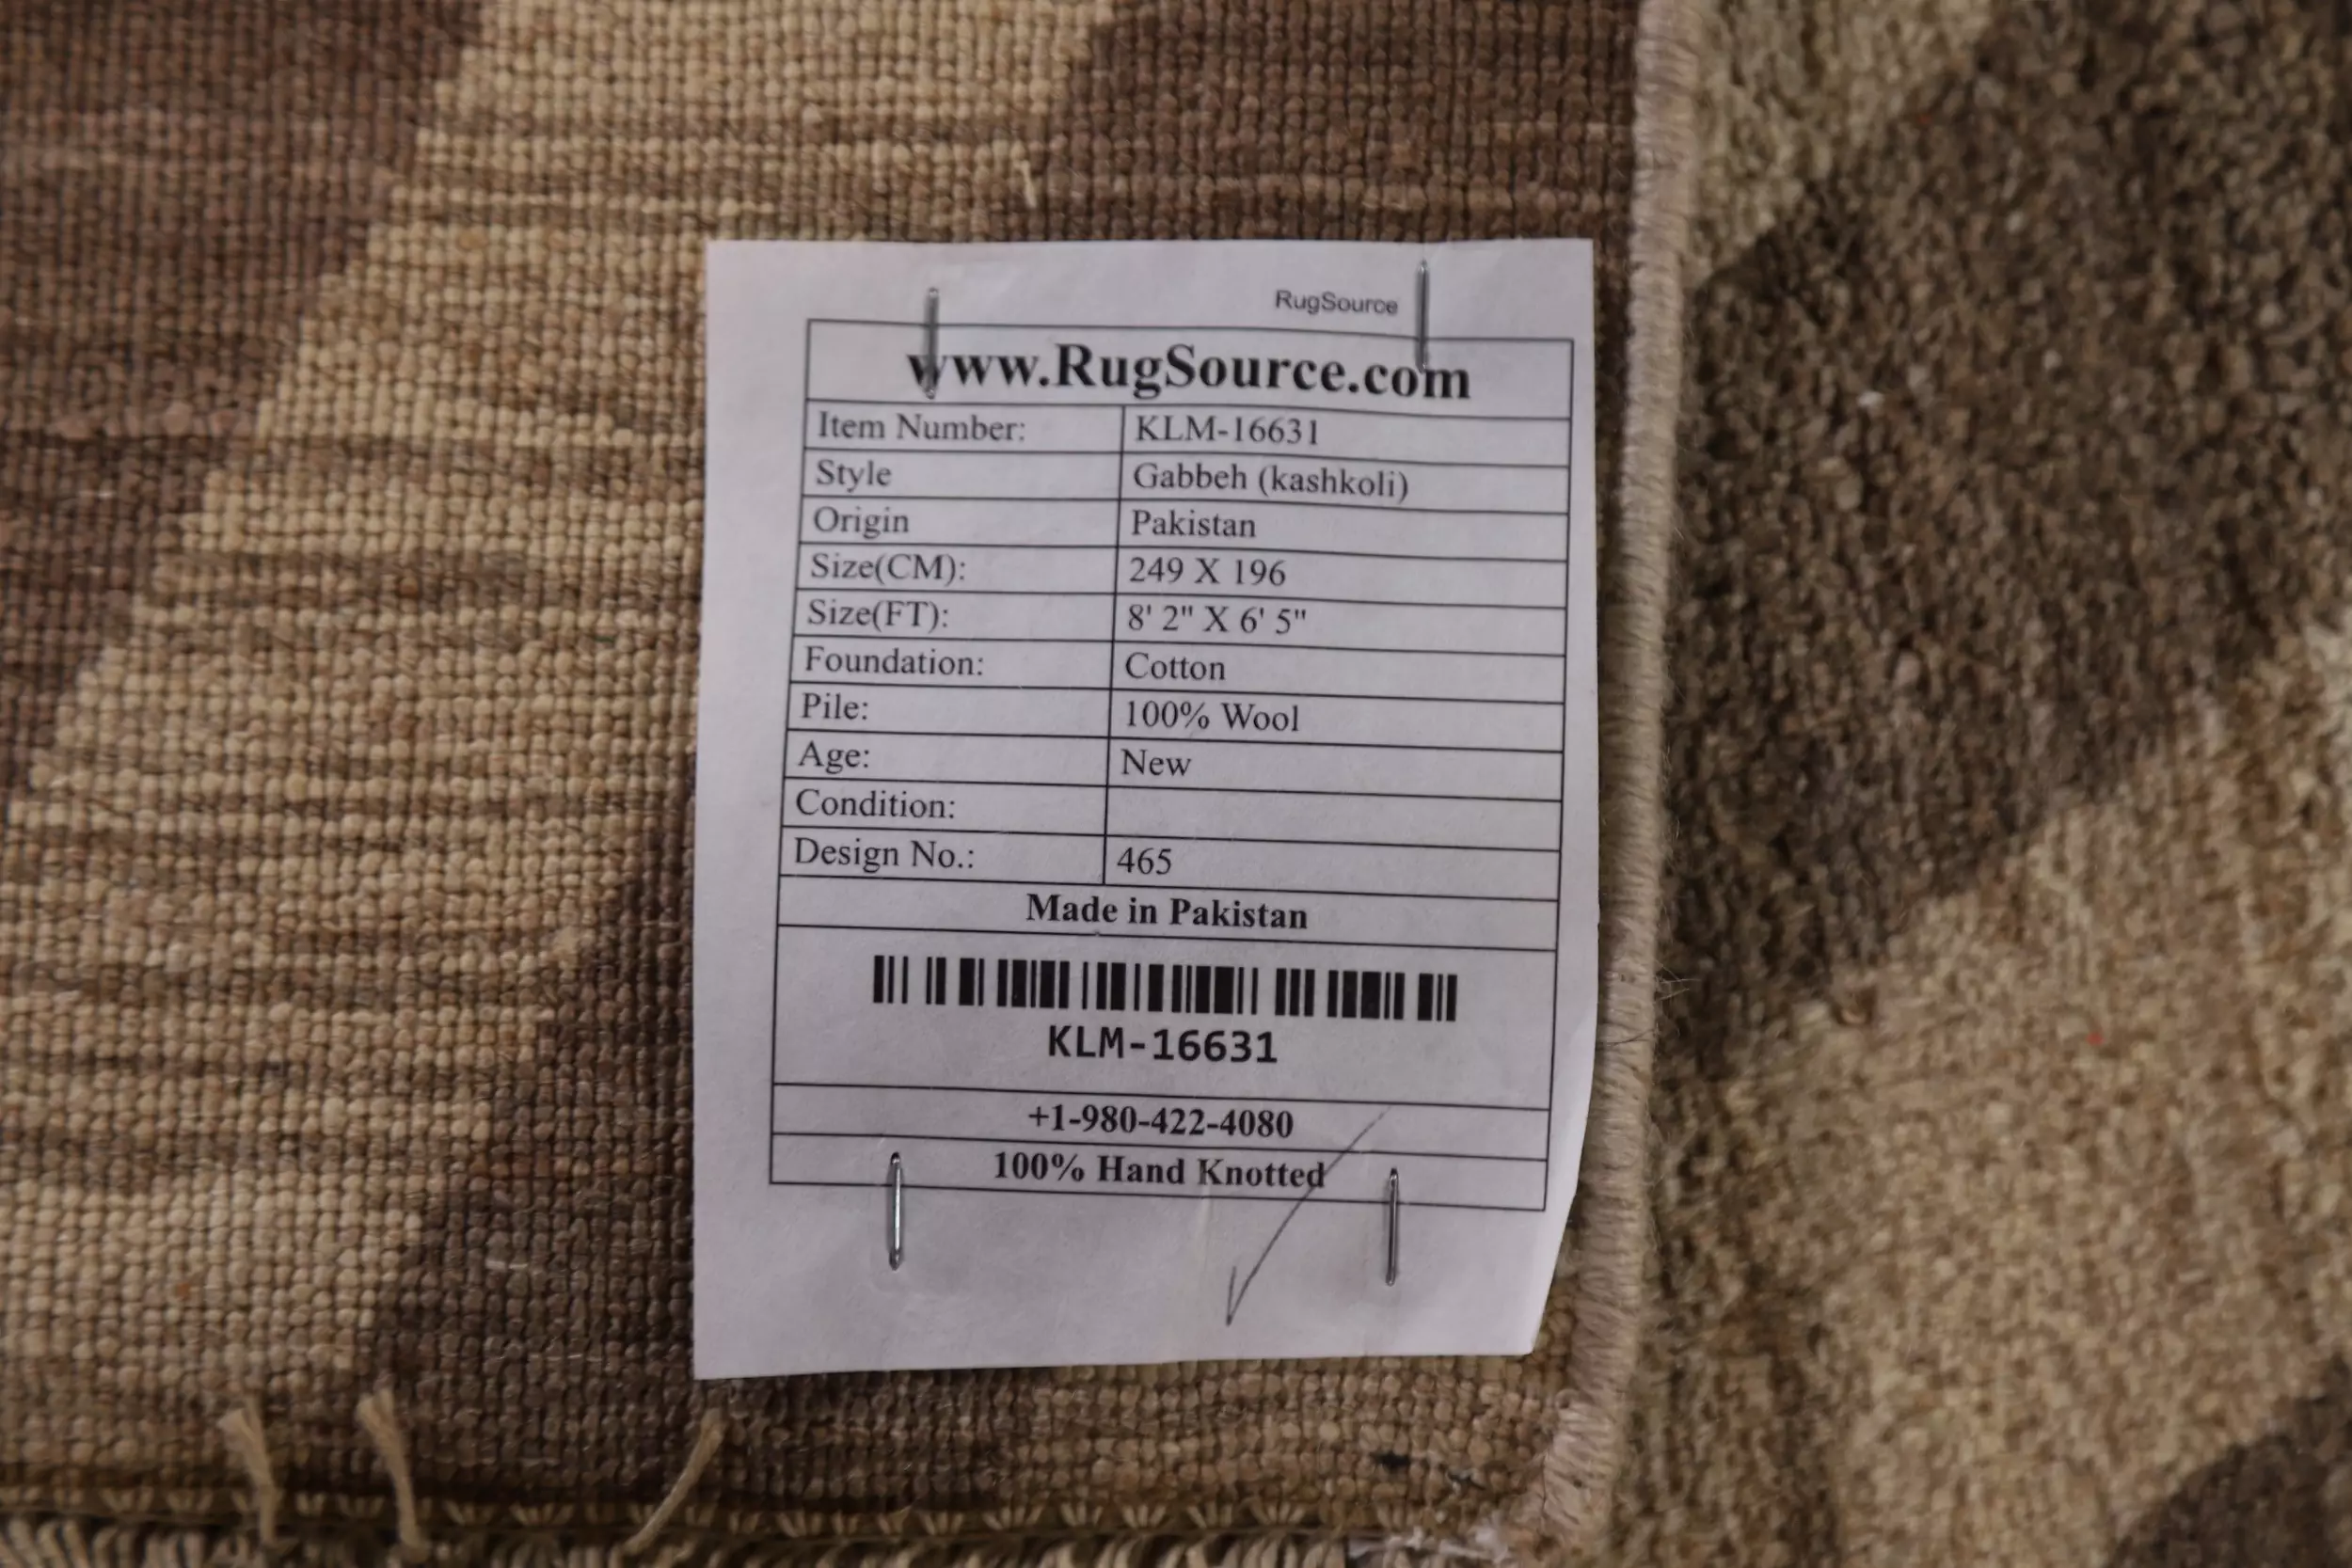 RugSource
www.RugSource.com
Item Number: KLM-16631
Style Gabbeh (kashkoli)
Origin Pakistan
Size(CM): 249 X 196
Size(FT): 8' 2" X 6' 5"
Foundation: Cotton
Pile: 100% Wool
Age: New
Condition:
Design No.: 465
Made in Pakistan
KLM-16631
+1-980-422-4080
100% Hand Knotted